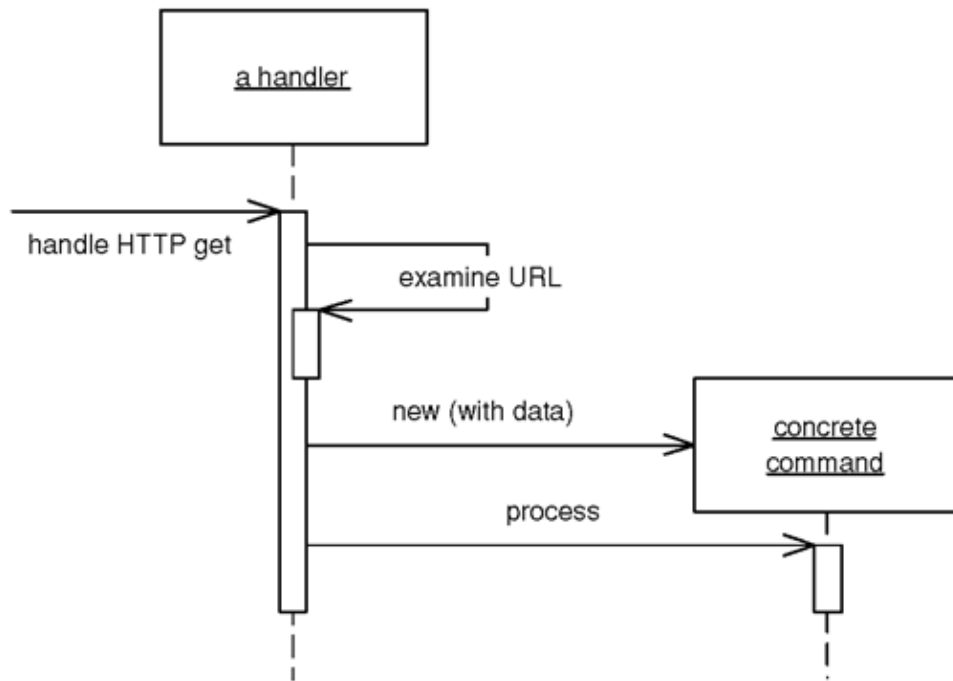 a handler
handle HTTP get
examine URL
new (with data)
concrete
command
process